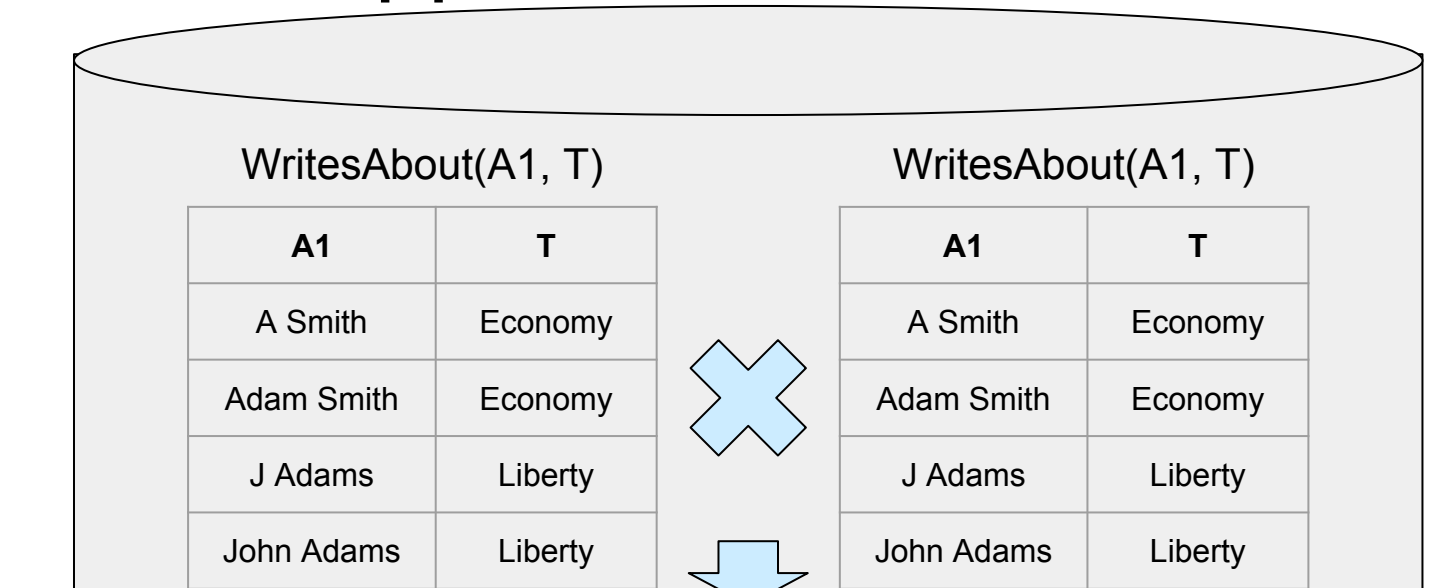 WritesAbout(A1, T) WritesAbout(A1, T)
A1 T A1 T
A Smith Economy A Smith Economy
Adam Smith Economy Adam Smith Economy
J Adams Liberty J Adams Liberty
John Adams Liberty John Adams Liberty